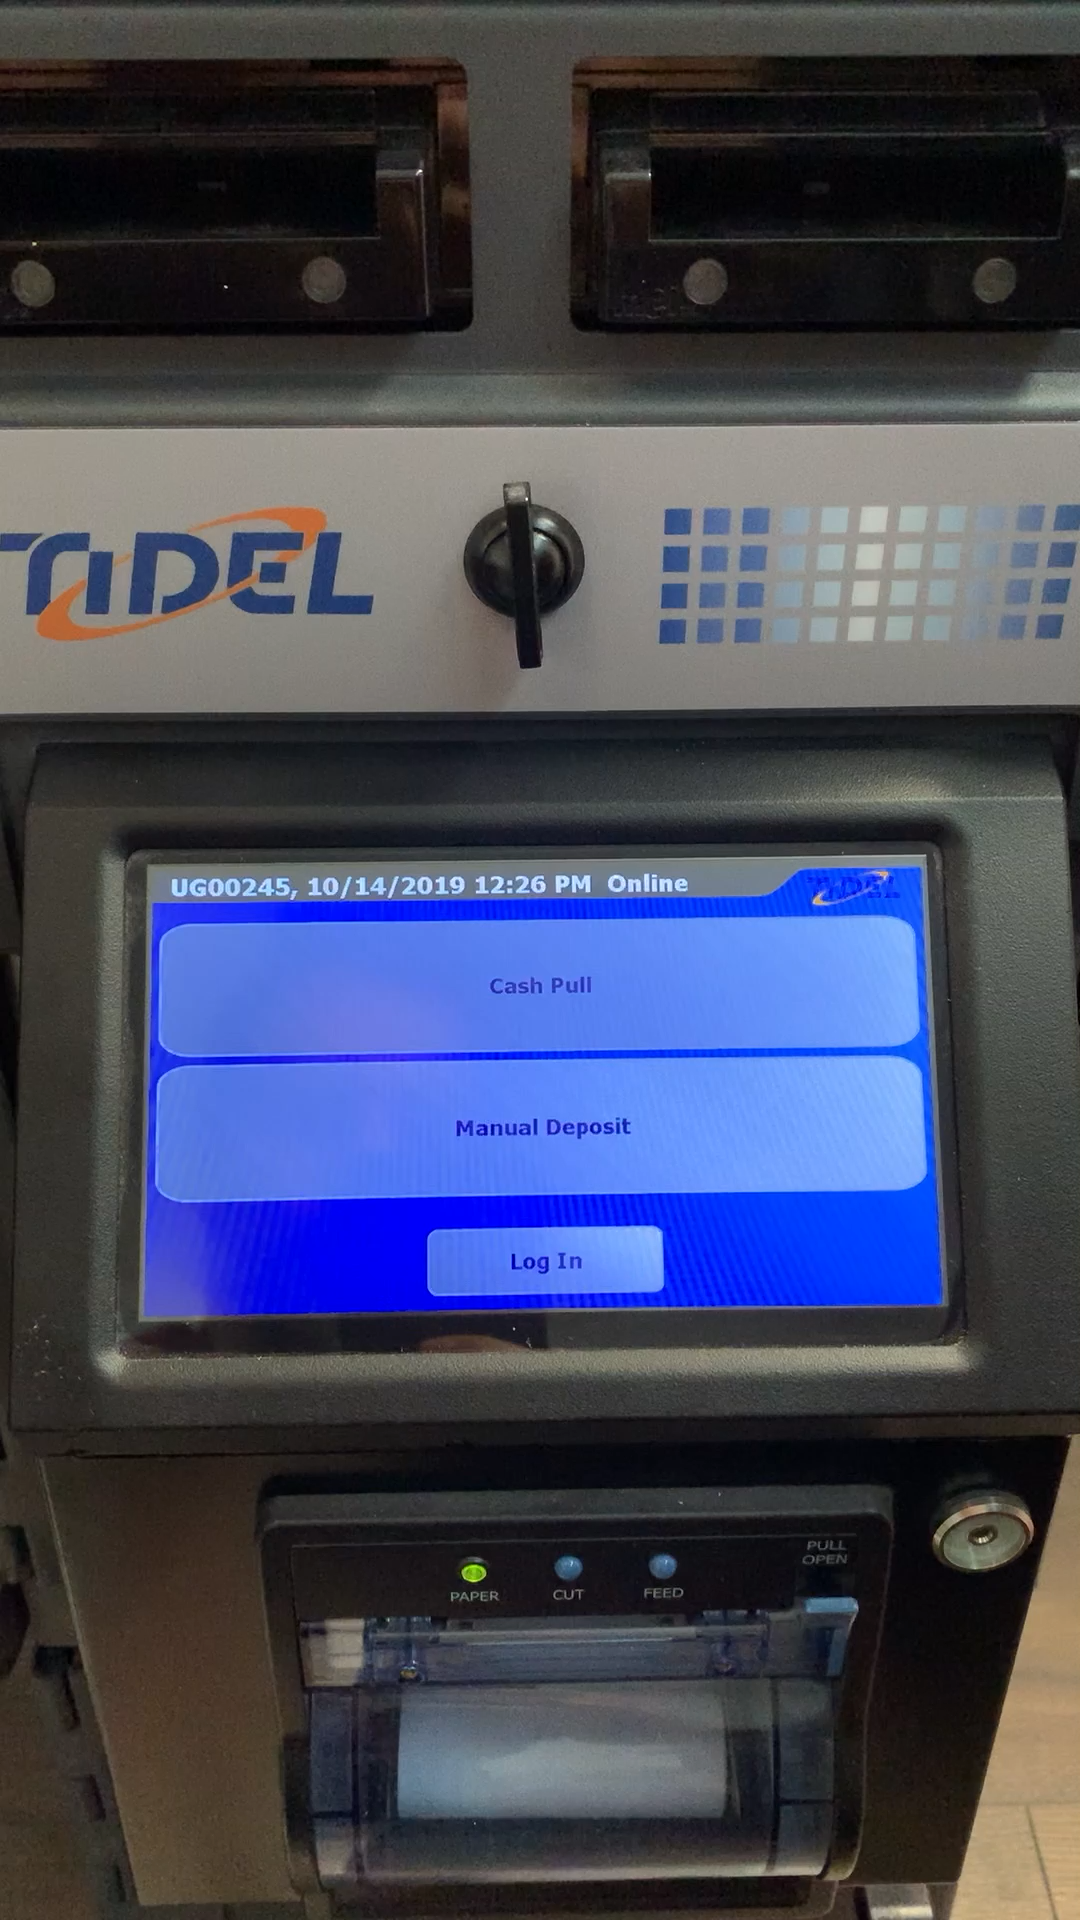 TIDEL
UG00245, 10/14/2019 12:26 PM Online
TIDEL
Cash Pull
Manual Deposit
Log In
PULL
OPEN
PAPER
CUT
FEED